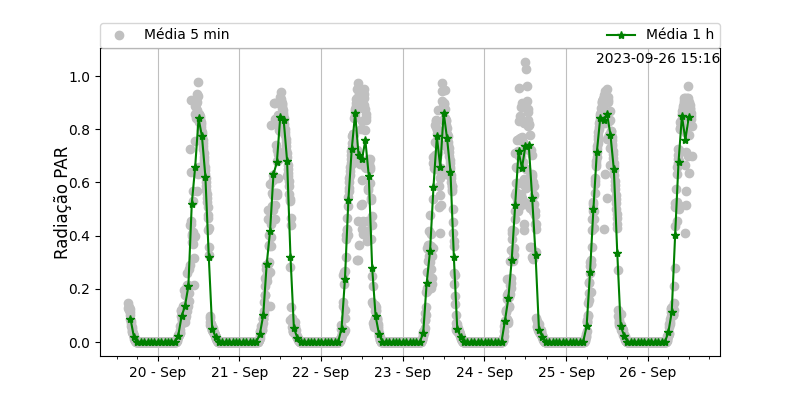 Média 5 min
Média 1 h
2023-09-26 15:16
1.0
0.8
0.6
0.4
0.2
0.0
Radiação PAR
20 - Sep
21 - Sep
22 - Sep
23 - Sep
24 - Sep
25 - Sep
26 - Sep